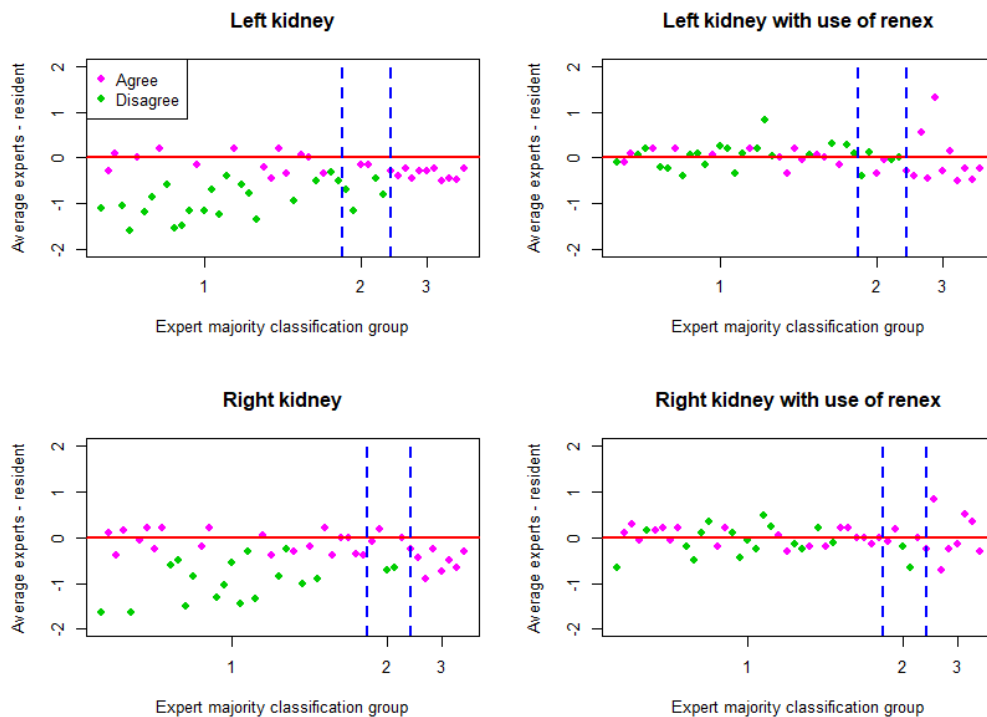 Left kidney
Average experts - resident
2
1
0
-1
-2
Agree
Disagree
1
2
3
Expert majority classification group
Left kidney with use of renex
Average experts - resident
2
1
0
-1
-2
1
2
3
Expert majority classification group
Right kidney
Average experts - resident
2
1
0
-1
-2
1
2
3
Expert majority classification group
Right kidney with use of renex
Average experts - resident
2
1
0
-1
-2
1
2
3
Expert majority classification group